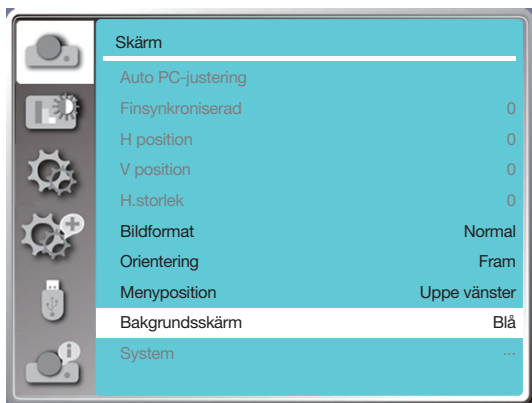 Skärm
Auto PC-justering
Finsynkroniserad 0
H position 0
V position 0
H.storlek 0
Bildformat Normal
Orientering Fram
Menyposition Uppe vänster
Bakgrundsskärm Blå
System ...